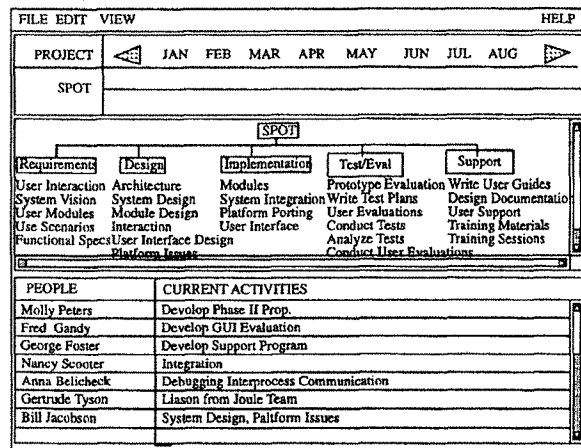 FILE EDIT VIEW HELP
PROJECT JAN FEB MAR APR MAY JUN JUL AUG
SPOT
SPOT
Requirements Design Implementation Test/Eval Support
User Interaction Architecture Modules Prototype Evaluation Write User Guides
System Vision System Design System Integration Write Test Plans Design Documentatio
User Modules Module Design Platform Porting User Evaluations User Support
Use Scenarios Interaction User Interface Conduct Tests Training Materials
Functional Specs User Interface Design Analyze Tests Training Sessions
Platform Issues Conduct User Evaluations
PEOPLE CURRENT ACTIVITIES
Molly Peters Devolop Phase II Prop.
Fred Gandy Develop GUI Evaluation
George Foster Develop Support Program
Nancy Scooter Integration
Anna Belicheck Debugging Interprocess Communication
Gertrude Tyson Liason from Joule Team
Bill Jacobson System Design, Paltform Issues